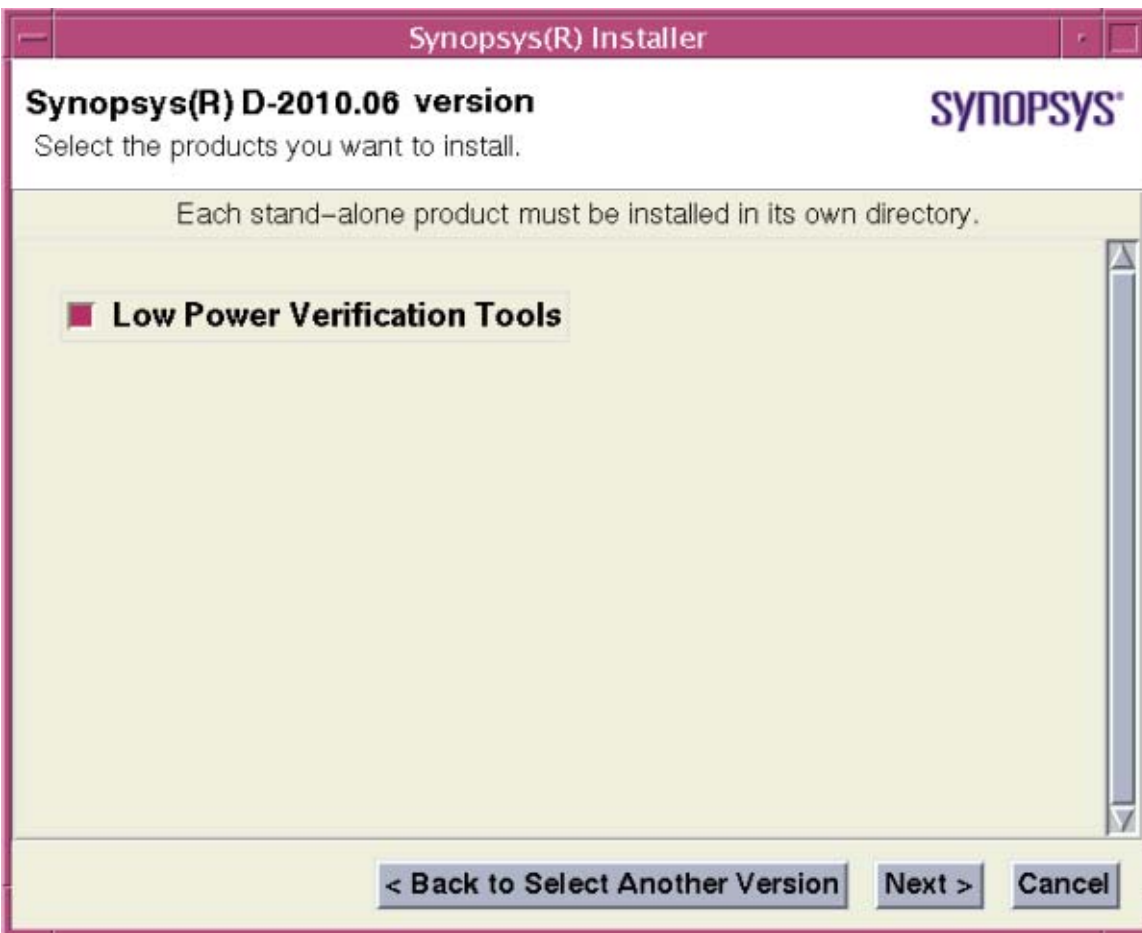 Synopsys(R) Installer
Synopsys(R) D-2010.06 version
SYNOPSYS®
Select the products you want to install.
Each stand-alone product must be installed in its own directory.
Low Power Verification Tools
< Back to Select Another Version
Next >
Cancel